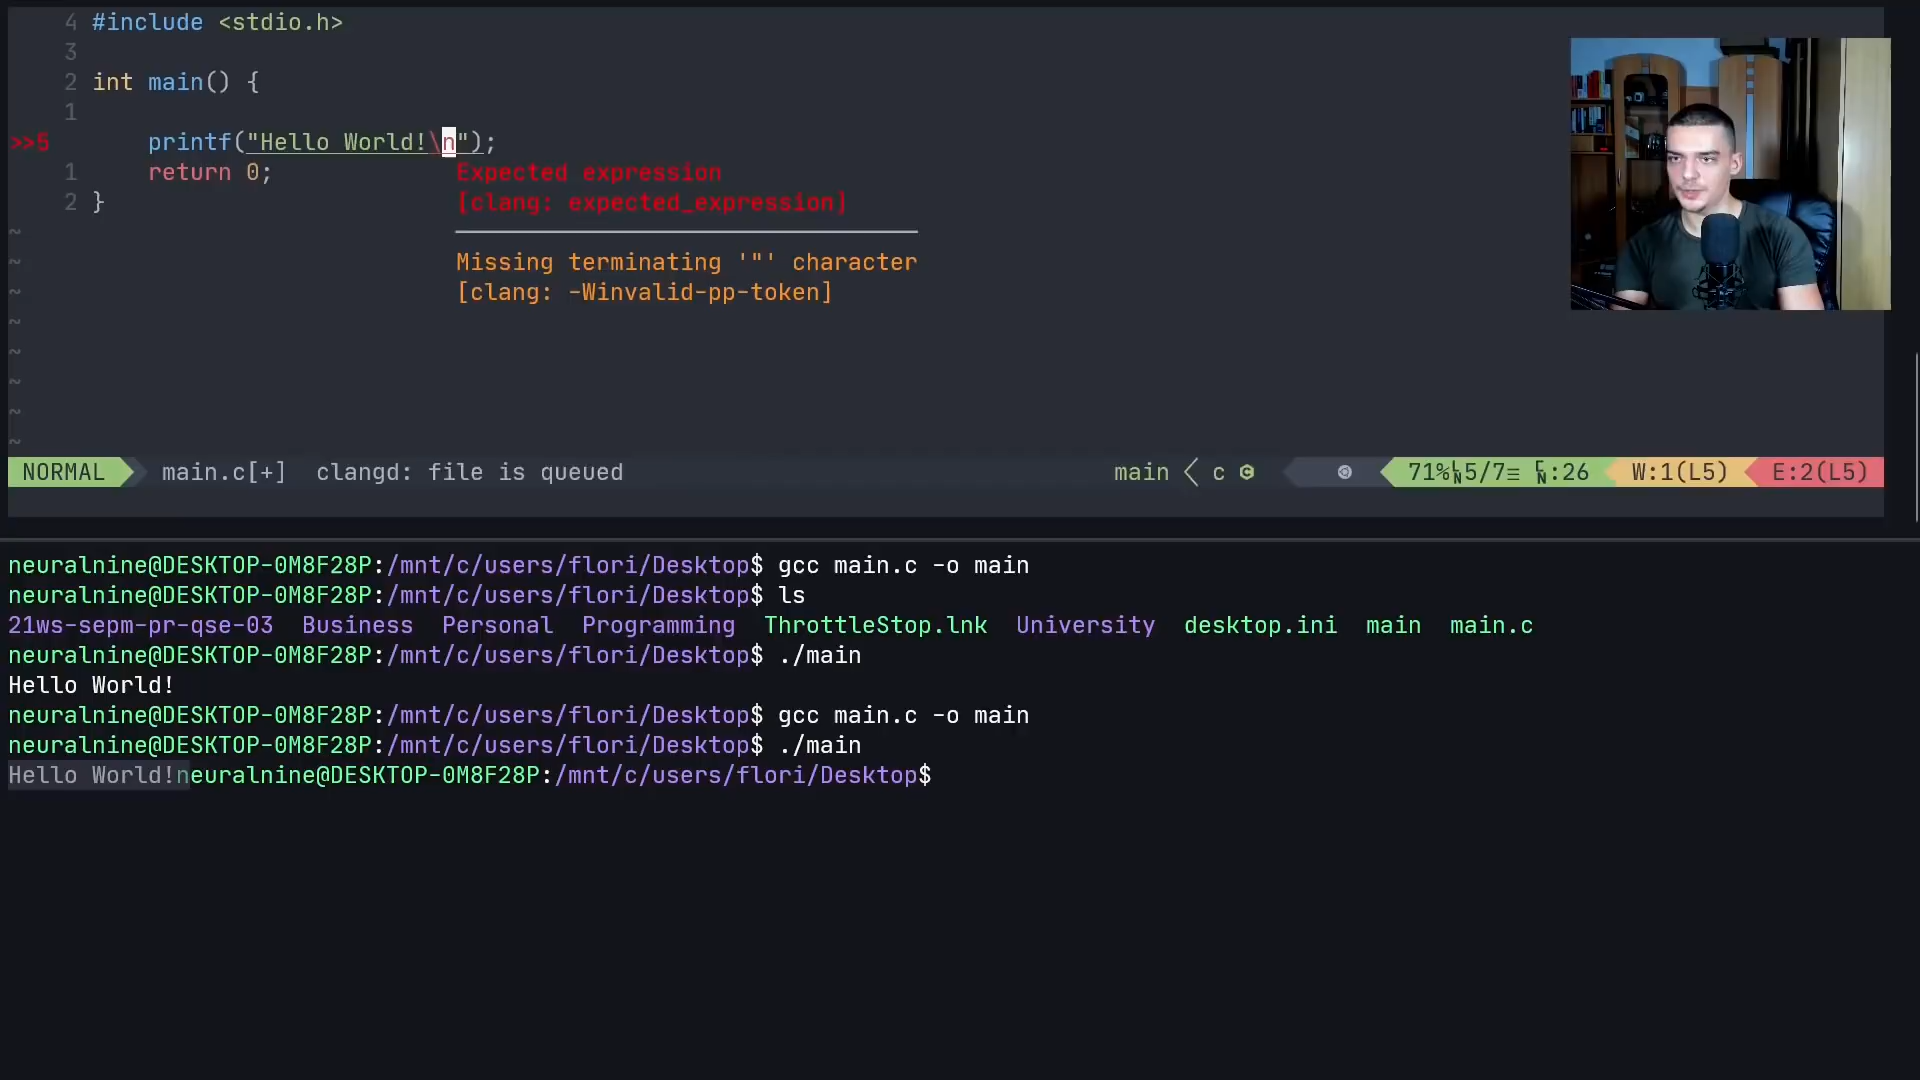 4 #include <stdio.h>
3
2 int main() {
1
>>5 printf("Hello World!\n");
1 return 0; Expected expression
2 } [clang: expected_expression]
~
~ Missing terminating '"' character
~ [clang: -Winvalid-pp-token]
~
~
~
~
~
NORMAL main.c[+] clangd: file is queued main < c 71% LN 5/7≡ CN:26 W:1(L5) E:2(L5)
neuralnine@DESKTOP-0M8F28P:/mnt/c/users/flori/Desktop$ gcc main.c -o main
neuralnine@DESKTOP-0M8F28P:/mnt/c/users/flori/Desktop$ ls
21ws-sepm-pr-qse-03 Business Personal Programming ThrottleStop.lnk University desktop.ini main main.c
neuralnine@DESKTOP-0M8F28P:/mnt/c/users/flori/Desktop$ ./main
Hello World!
neuralnine@DESKTOP-0M8F28P:/mnt/c/users/flori/Desktop$ gcc main.c -o main
neuralnine@DESKTOP-0M8F28P:/mnt/c/users/flori/Desktop$ ./main
Hello World!neuralnine@DESKTOP-0M8F28P:/mnt/c/users/flori/Desktop$